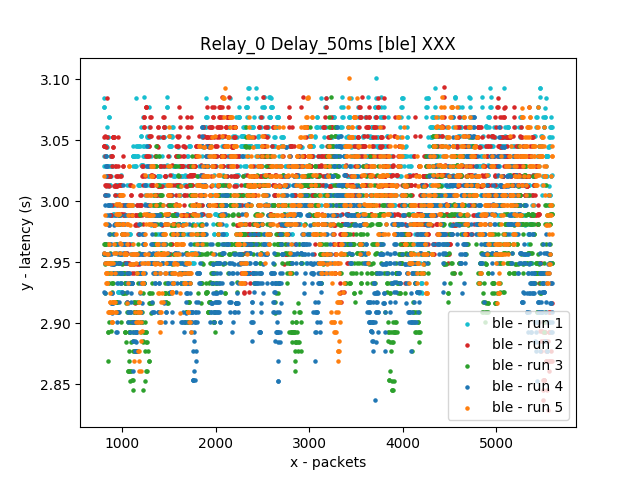 Relay_0 Delay_50ms [ble] XXX
3.10
3.05
3.00
2.95
2.90
2.85
y - latency (s)
1000 2000 3000 4000 5000
x - packets
ble - run 1
ble - run 2
ble - run 3
ble - run 4
ble - run 5